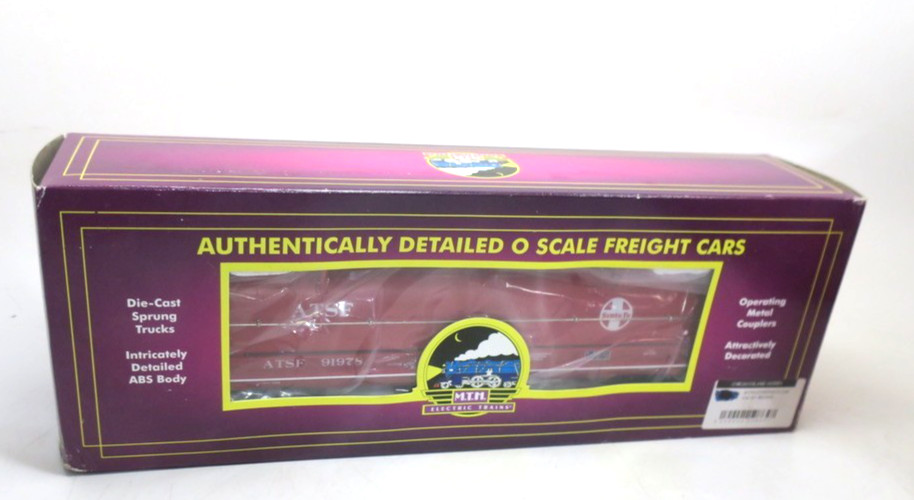 AUTHENTICALLY DETAILED O SCALE FREIGHT CARS
Die-Cast
Sprung
Trucks
Intricately
Detailed
ABS Body
ATSF
ATSF 91978
Santa Fe
M.T.H.
ELECTRIC TRAINS
Operating
Metal
Couplers
Attractively
Decorated